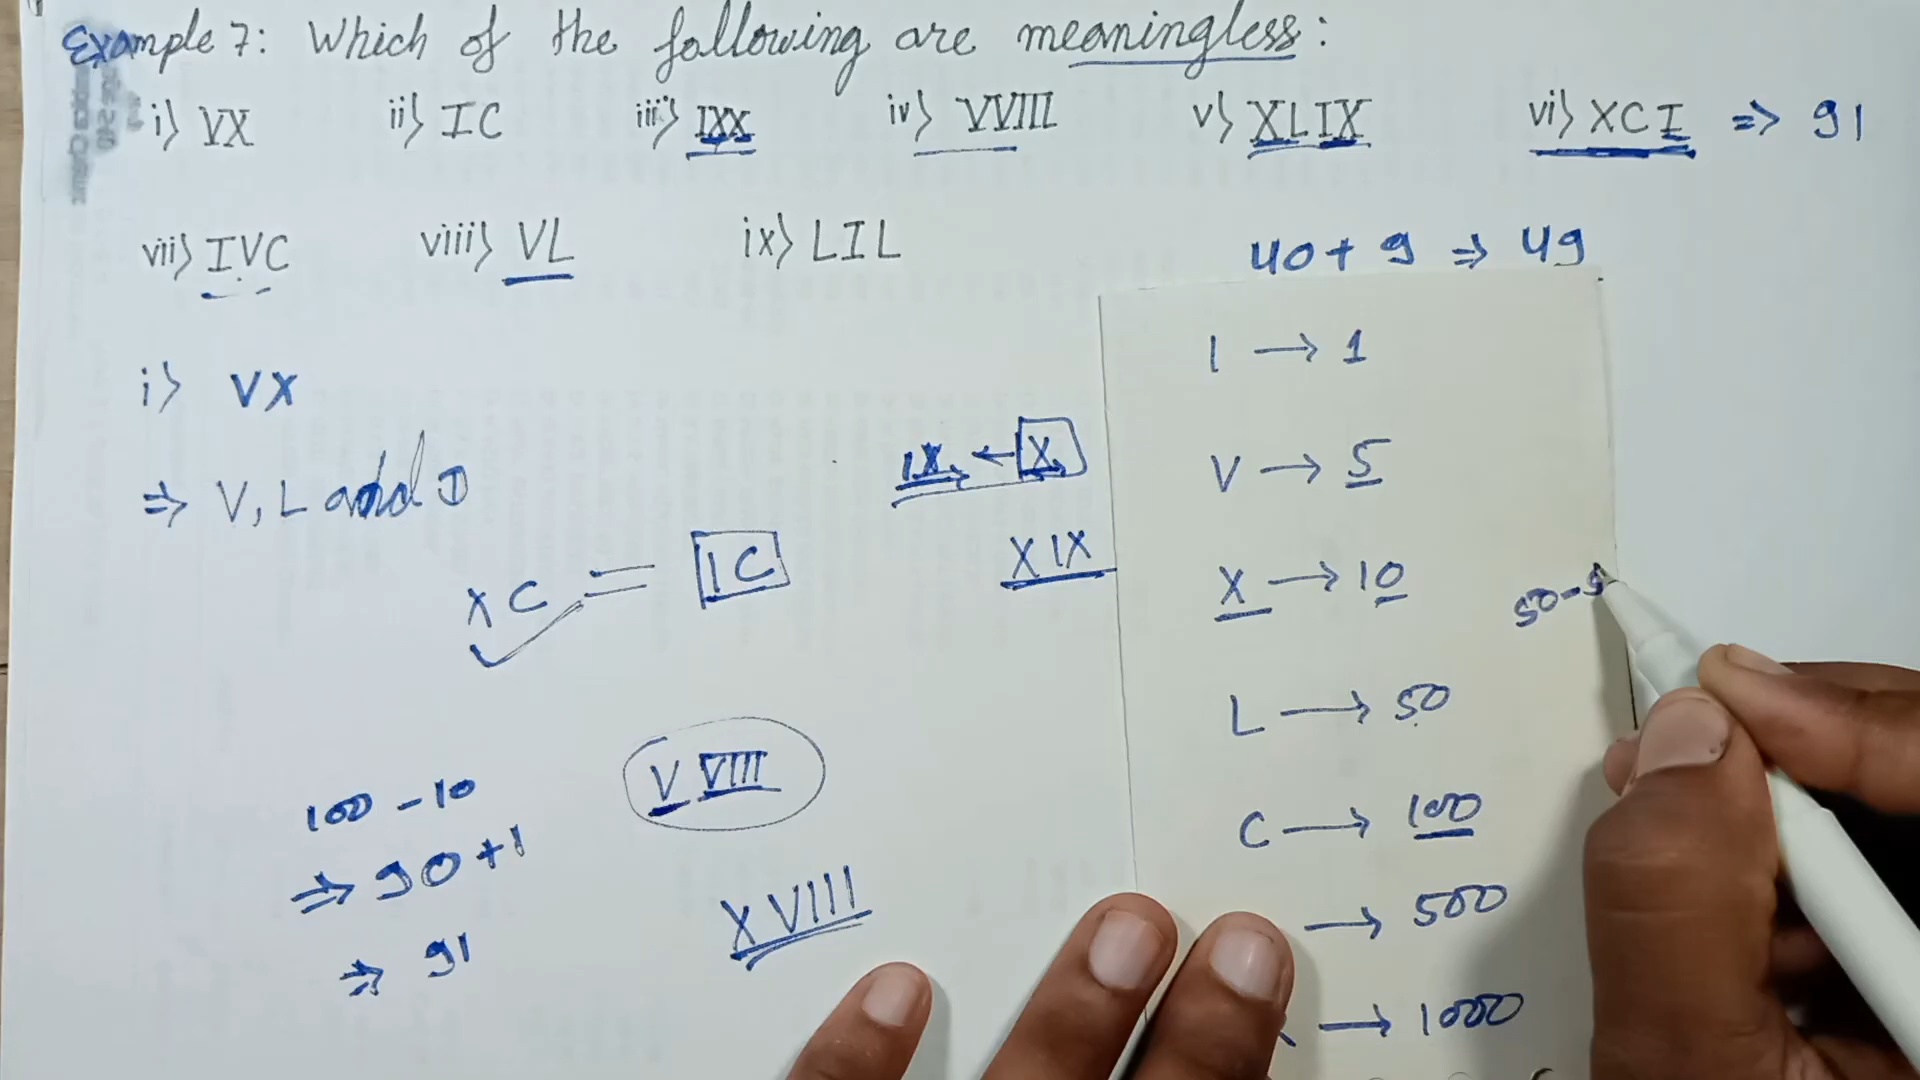 Example 7: Which of the following are meaningless:
i) VX ii) IC iii) IXX iv) VVIII v) XLIX vi) XCI => 91
vii) IVC viii) VL ix) LIL
40 + 9 => 49
i) VX
=> V, L and D
XC = IC
IX ← X
XIX
V VIII
XVIII
100 - 10
=> 90 + 1
=> 91
I → 1
V → 5
X → 10
50 - 5
L → 50
C → 100
→ 500
→ 1000